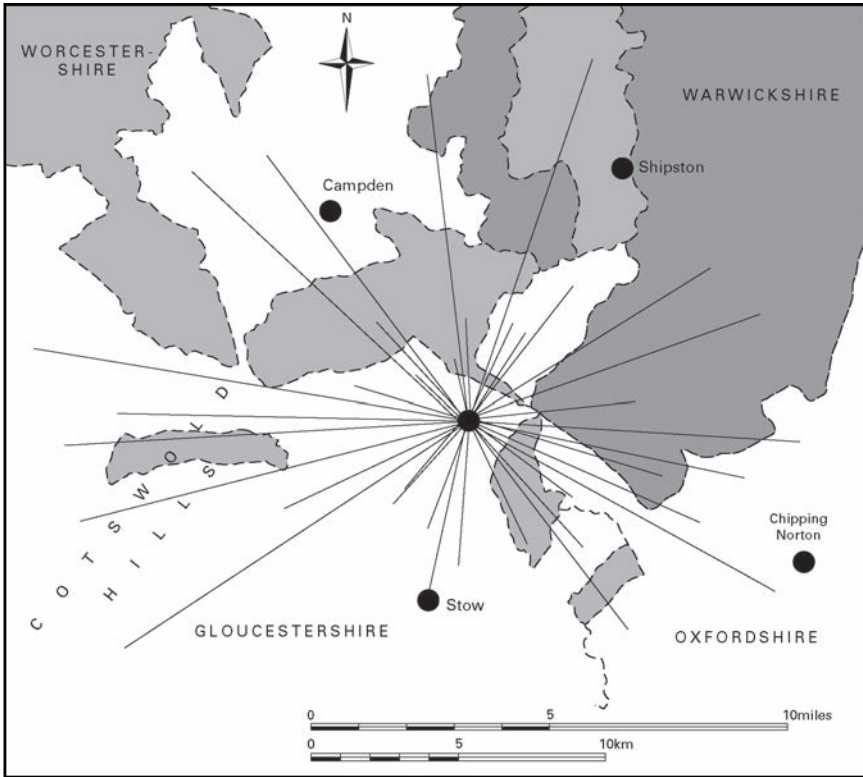 N
WORCESTER-
SHIRE
WARWICKSHIRE
Shipston
Campden
COTSWOLD
HILLS
Chipping
Norton
Stow
GLOUCESTERSHIRE
OXFORDSHIRE
0 5 10miles
0 5 10km